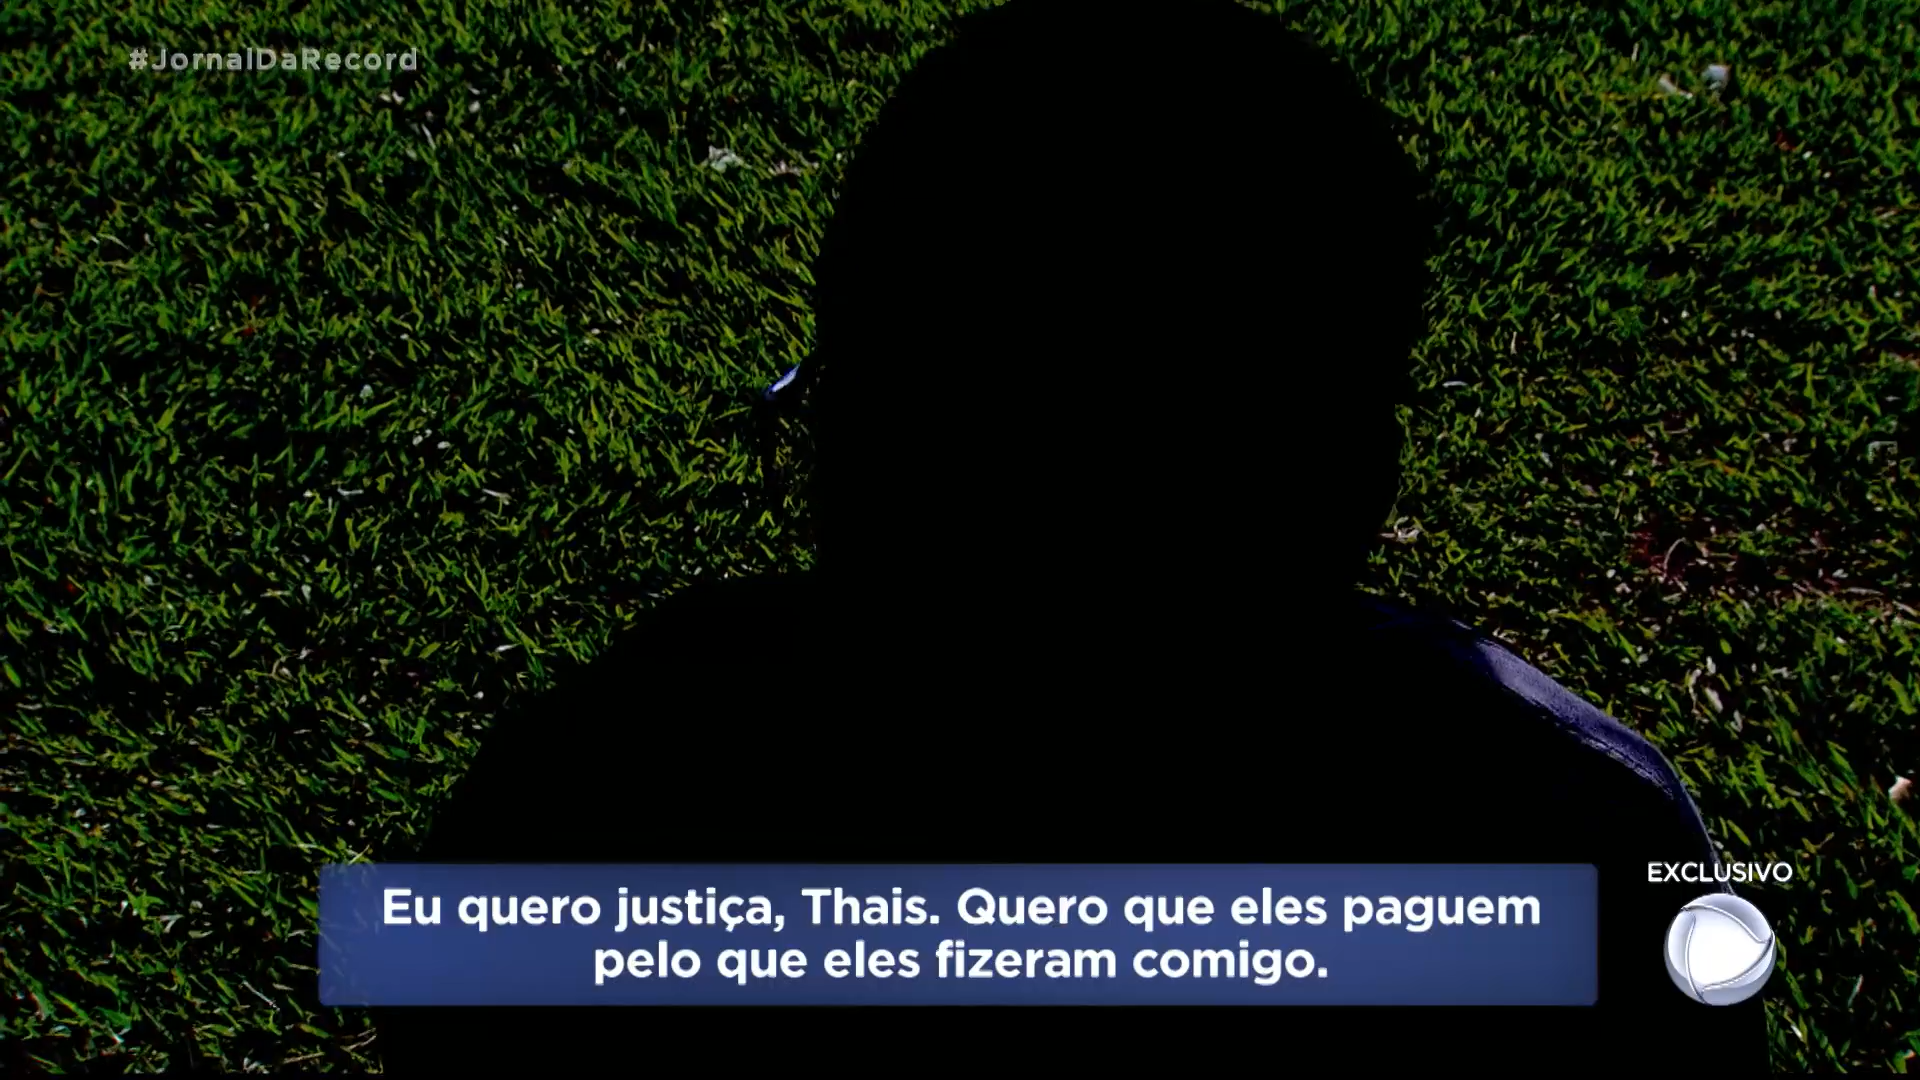 #JornalDaRecord
Eu quero justiça, Thais. Quero que eles paguem
pelo que eles fizeram comigo.
EXCLUSIVO